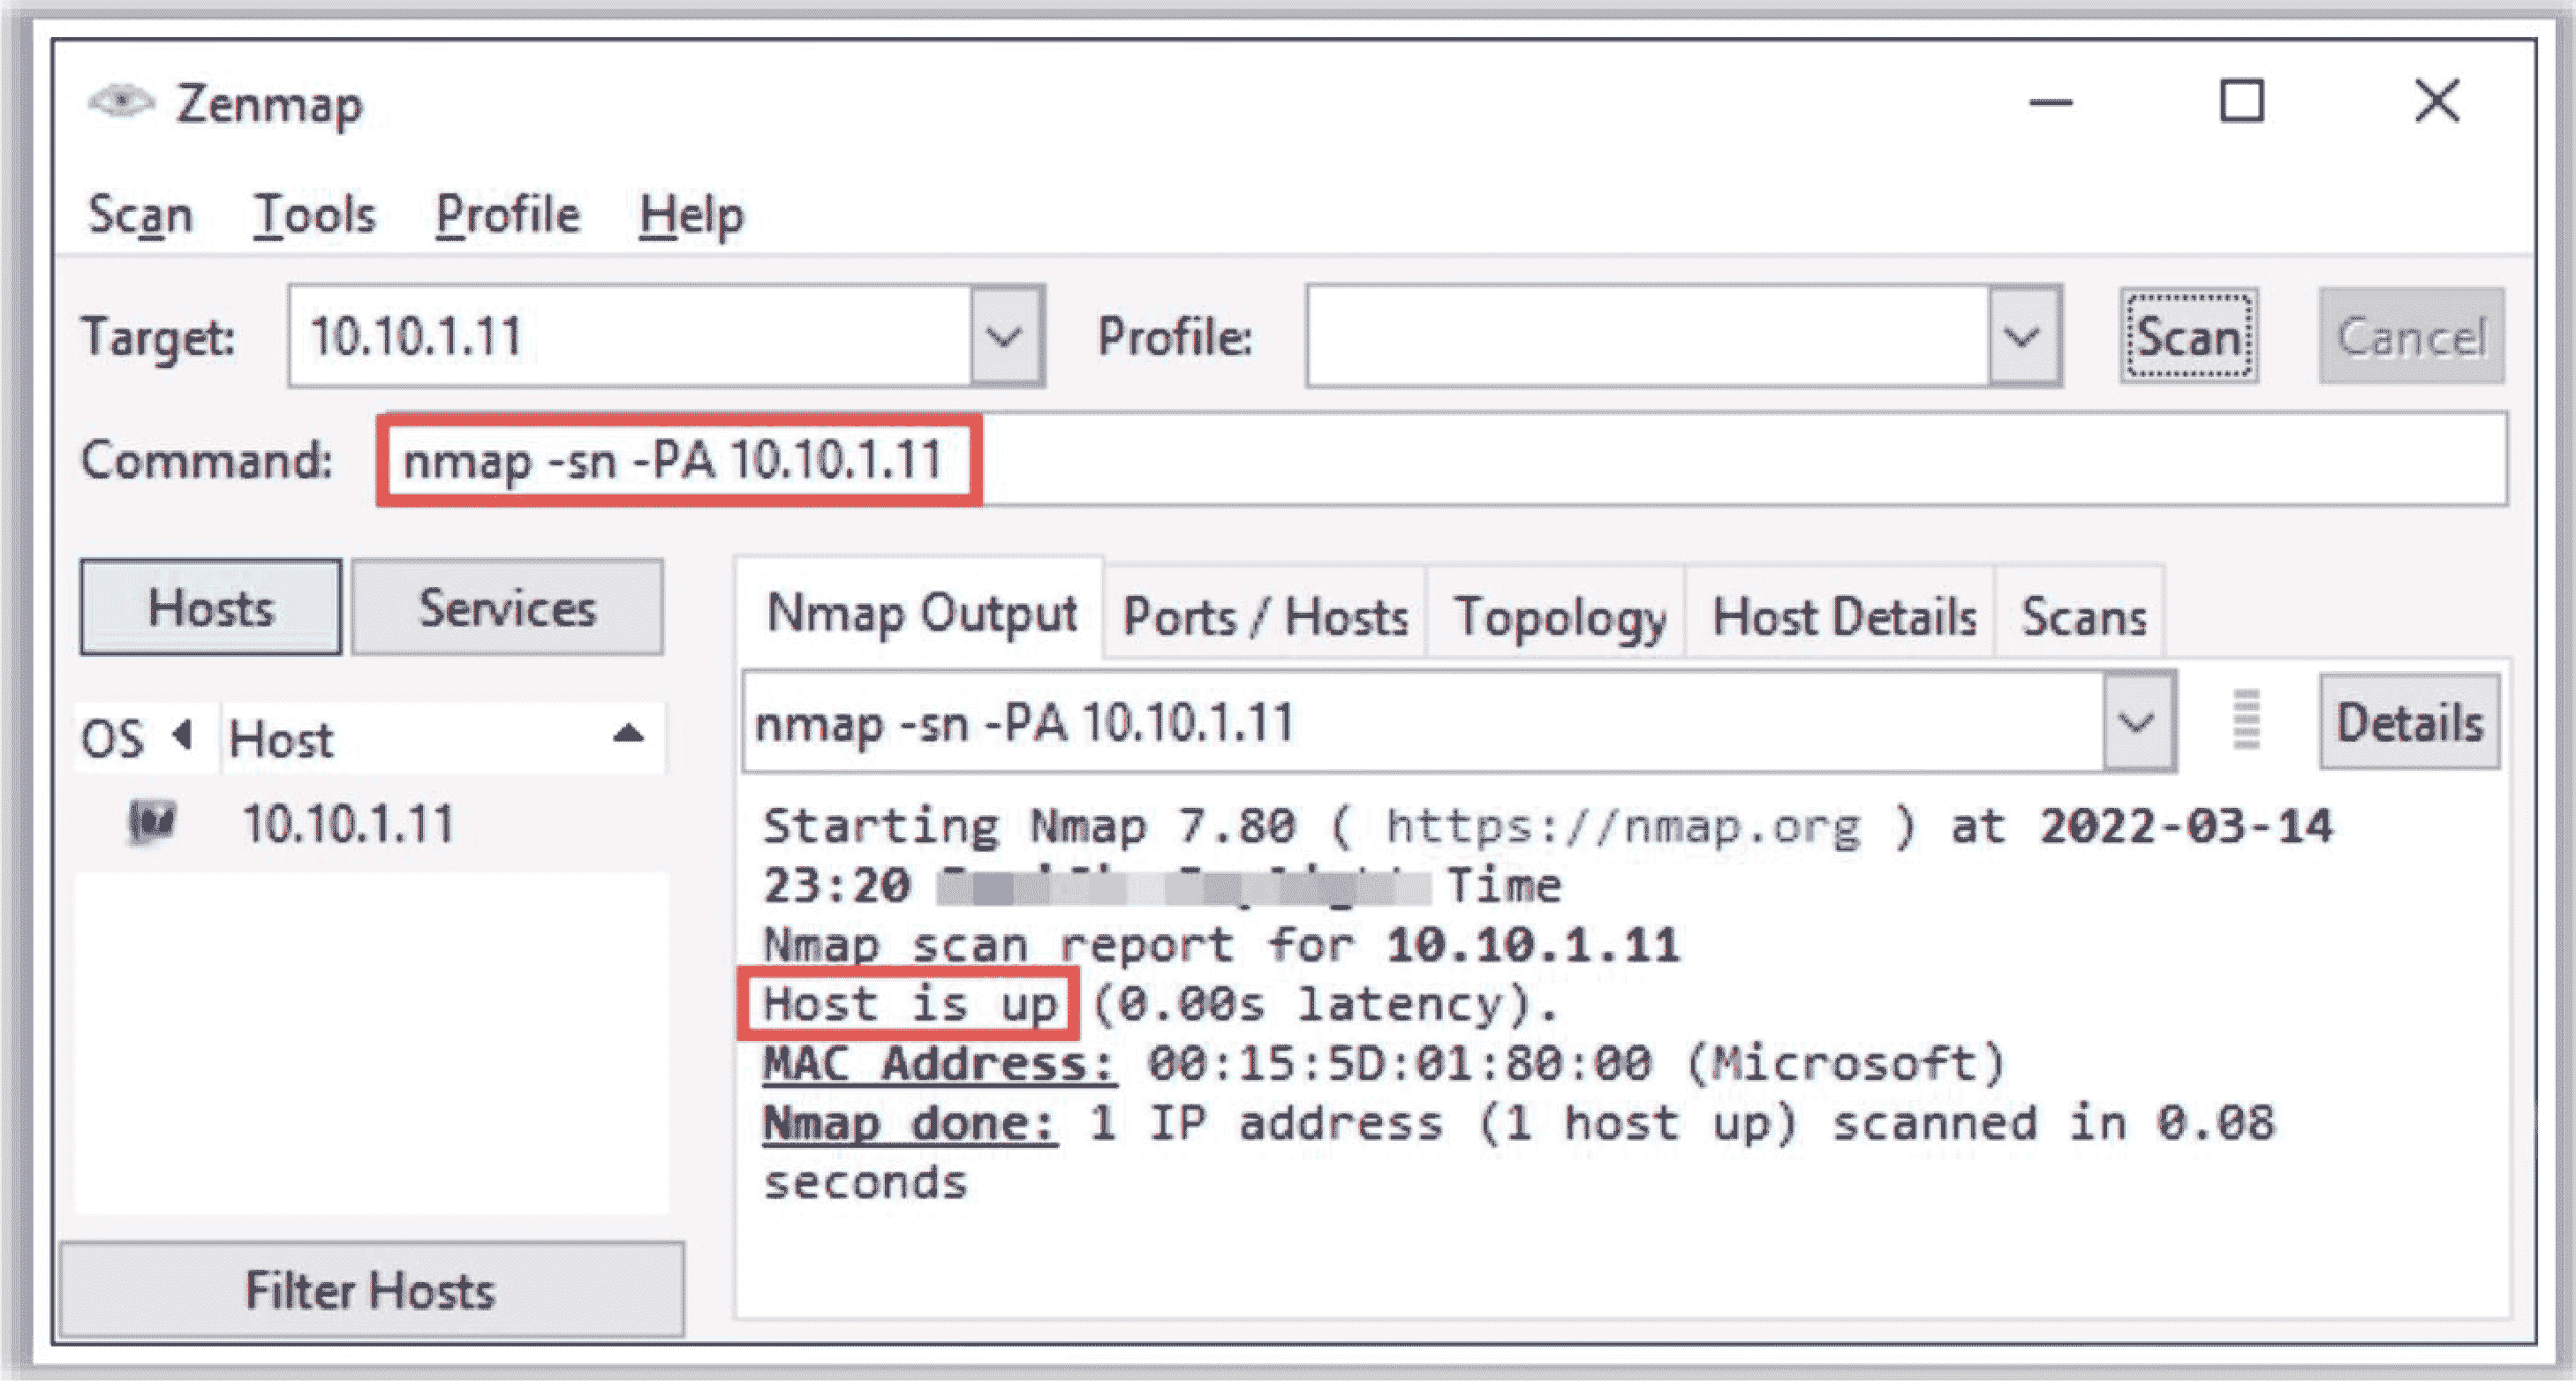 Zenmap
Scan Tools Profile Help
Target: 10.10.1.11 Profile: Scan Cancel
Command: nmap -sn -PA 10.10.1.11
Hosts Services
Nmap Output Ports / Hosts Topology Host Details Scans
OS Host
10.10.1.11
nmap -sn -PA 10.10.1.11 Details
Starting Nmap 7.80 ( https://nmap.org ) at 2022-03-14
23:20 Time
Nmap scan report for 10.10.1.11
Host is up (0.00s latency).
MAC Address: 00:15:5D:01:80:00 (Microsoft)
Nmap done: 1 IP address (1 host up) scanned in 0.08
seconds
Filter Hosts